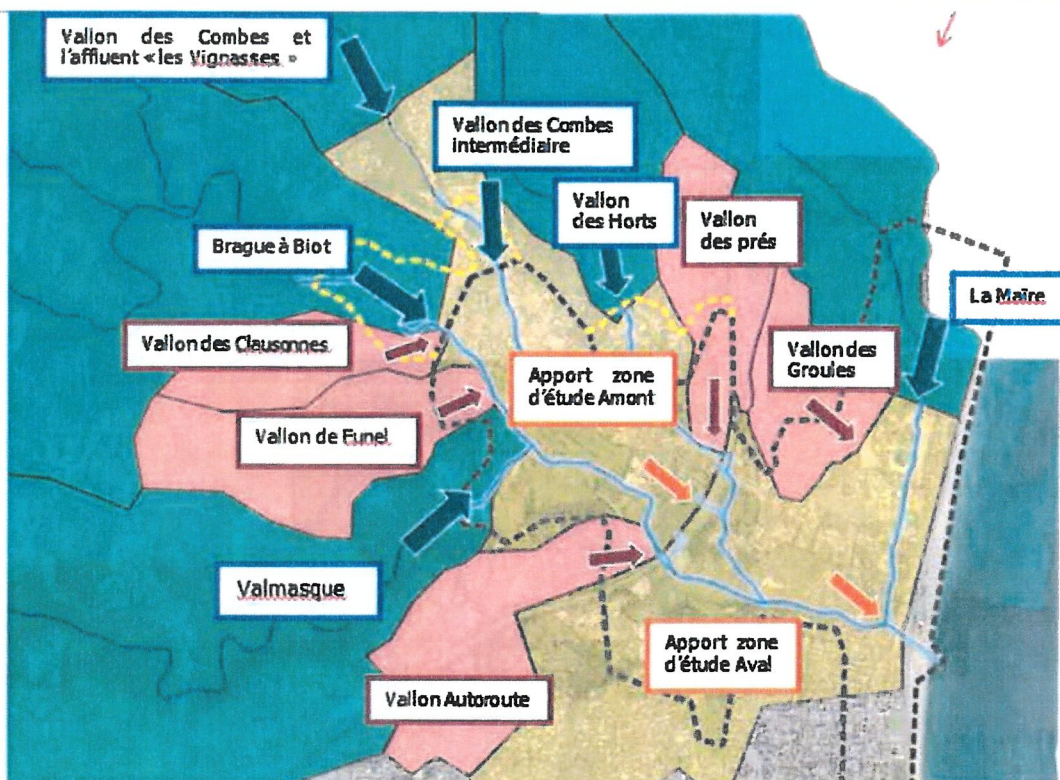 Vallon des Combes et
l'affluent «les Vignasses »
Vallon des Combes
intermédiaire
Vallon
des Horts
Vallon
des prés
Brague à Biot
La Maïre
Vallon des Clausonnes
Apport zone
d'étude Amont
Vallon des
Groules
Vallon de Funel
Valmasque
Apport zone
d'étude Aval
Vallon Autoroute